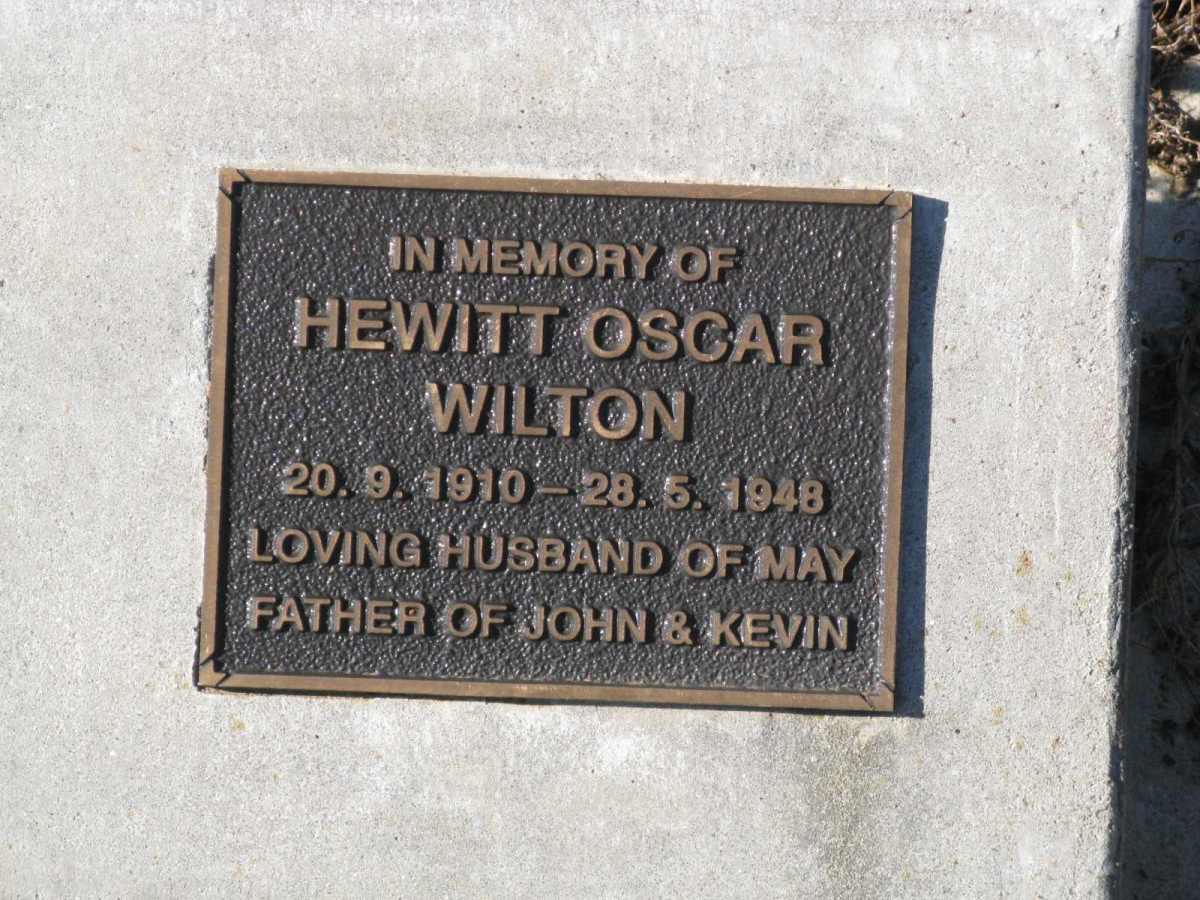 IN MEMORY OF
HEWITT OSCAR
WILTON
20. 9. 1910 – 28. 5. 1948
LOVING HUSBAND OF MAY
FATHER OF JOHN & KEVIN